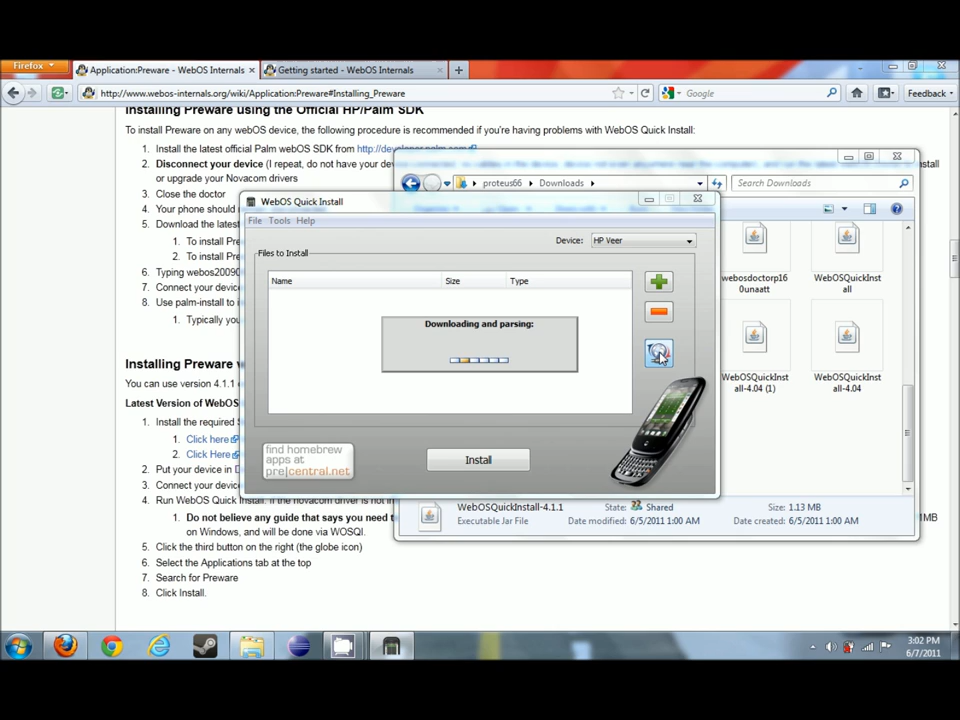 Firefox
Application:Preware - WebOS Internals
Getting started - WebOS Internals
http://www.webos-internals.org/wiki/Application:Preware#Installing_Preware
Google
Feedback
Installing Preware using the Official HP/Palm SDK
To install Preware on any webOS device, the following procedure is recommended if you're having problems with WebOS Quick Install:
1. Install the latest official Palm webOS SDK from http://developer.palm.com
2. Disconnect your device (I repeat, do not have your
or upgrade your Novacom drivers
3. Close the doctor
4. Your phone should
5. Download the latest
1. To install Pre
2. To install Pre
6. Typing webos2009
7. Connect your device
8. Use palm-install to i
1. Typically you
Installing Preware
You can use version 4.1.1
Latest Version of WebOS
1. Install the required S
1. Click here
2. Click Here
2. Put your device in D
3. Connect your device
4. Run WebOS Quick Install. If the novacom driver is not in
1. Do not believe any guide that says you need t
on Windows, and will be done via WOSQI.
5. Click the third button on the right (the globe icon)
6. Select the Applications tab at the top
7. Search for Preware
8. Click Install.
proteus66
Downloads
Search Downloads
webosdoctorp16
0unaatt
WebOSQuickInst
all
WebOSQuickInst
all-4.04 (1)
WebOSQuickInst
all-4.04
WebOSQuickInstall-4.1.1
State: Shared
Size: 1.13 MB
Executable Jar File
Date modified: 6/5/2011 1:00 AM
Date created: 6/5/2011 1:00 AM
MB
WebOS Quick Install
File Tools Help
Device: HP Veer
Files to Install
Name Size Type
Downloading and parsing:
find homebrew
apps at
pre|central.net
Install
3:02 PM
6/7/2011